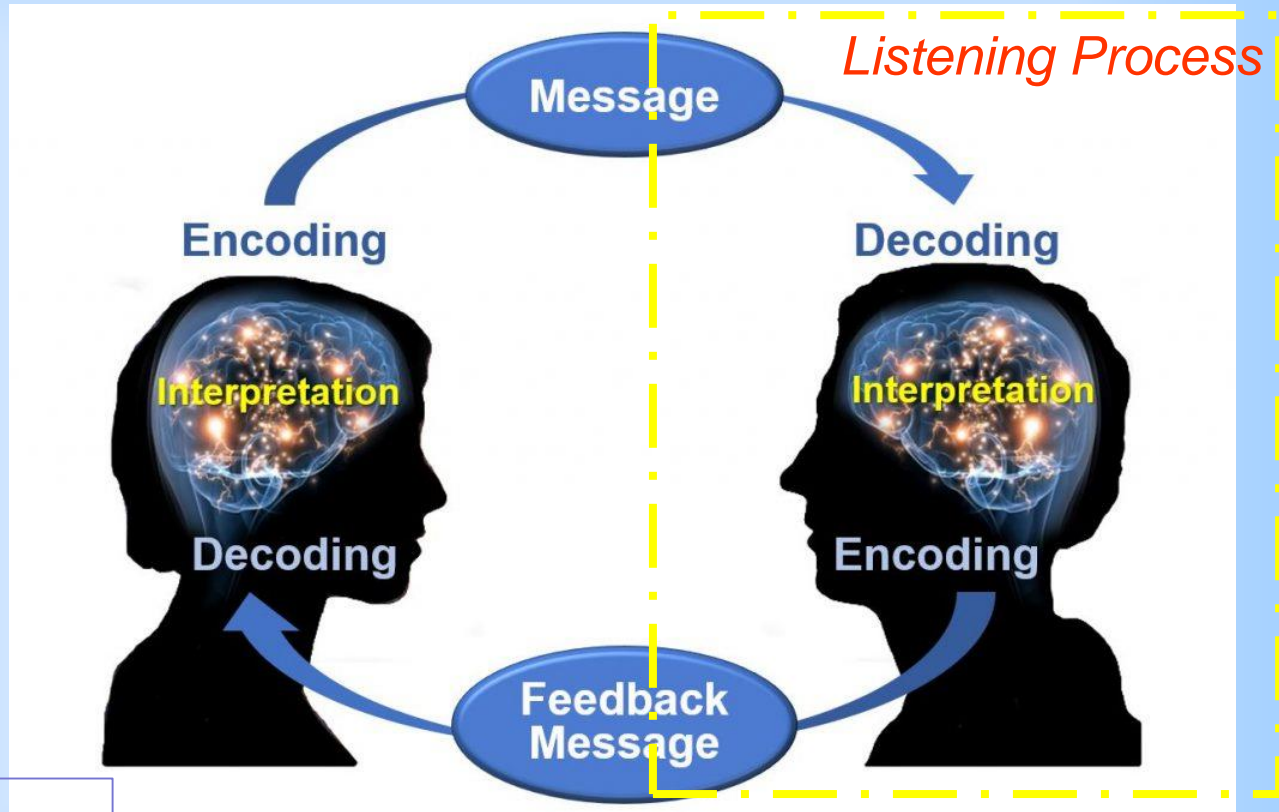 Listening Process
Message
Encoding
Decoding
Interpretation
Interpretation
Decoding
Encoding
Feedback
Message